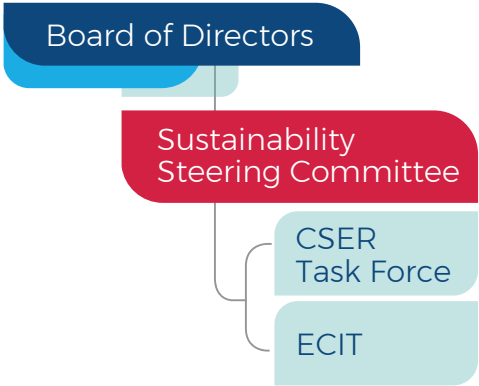 Board of Directors
Sustainability
Steering Committee
CSER
Task Force
ECIT